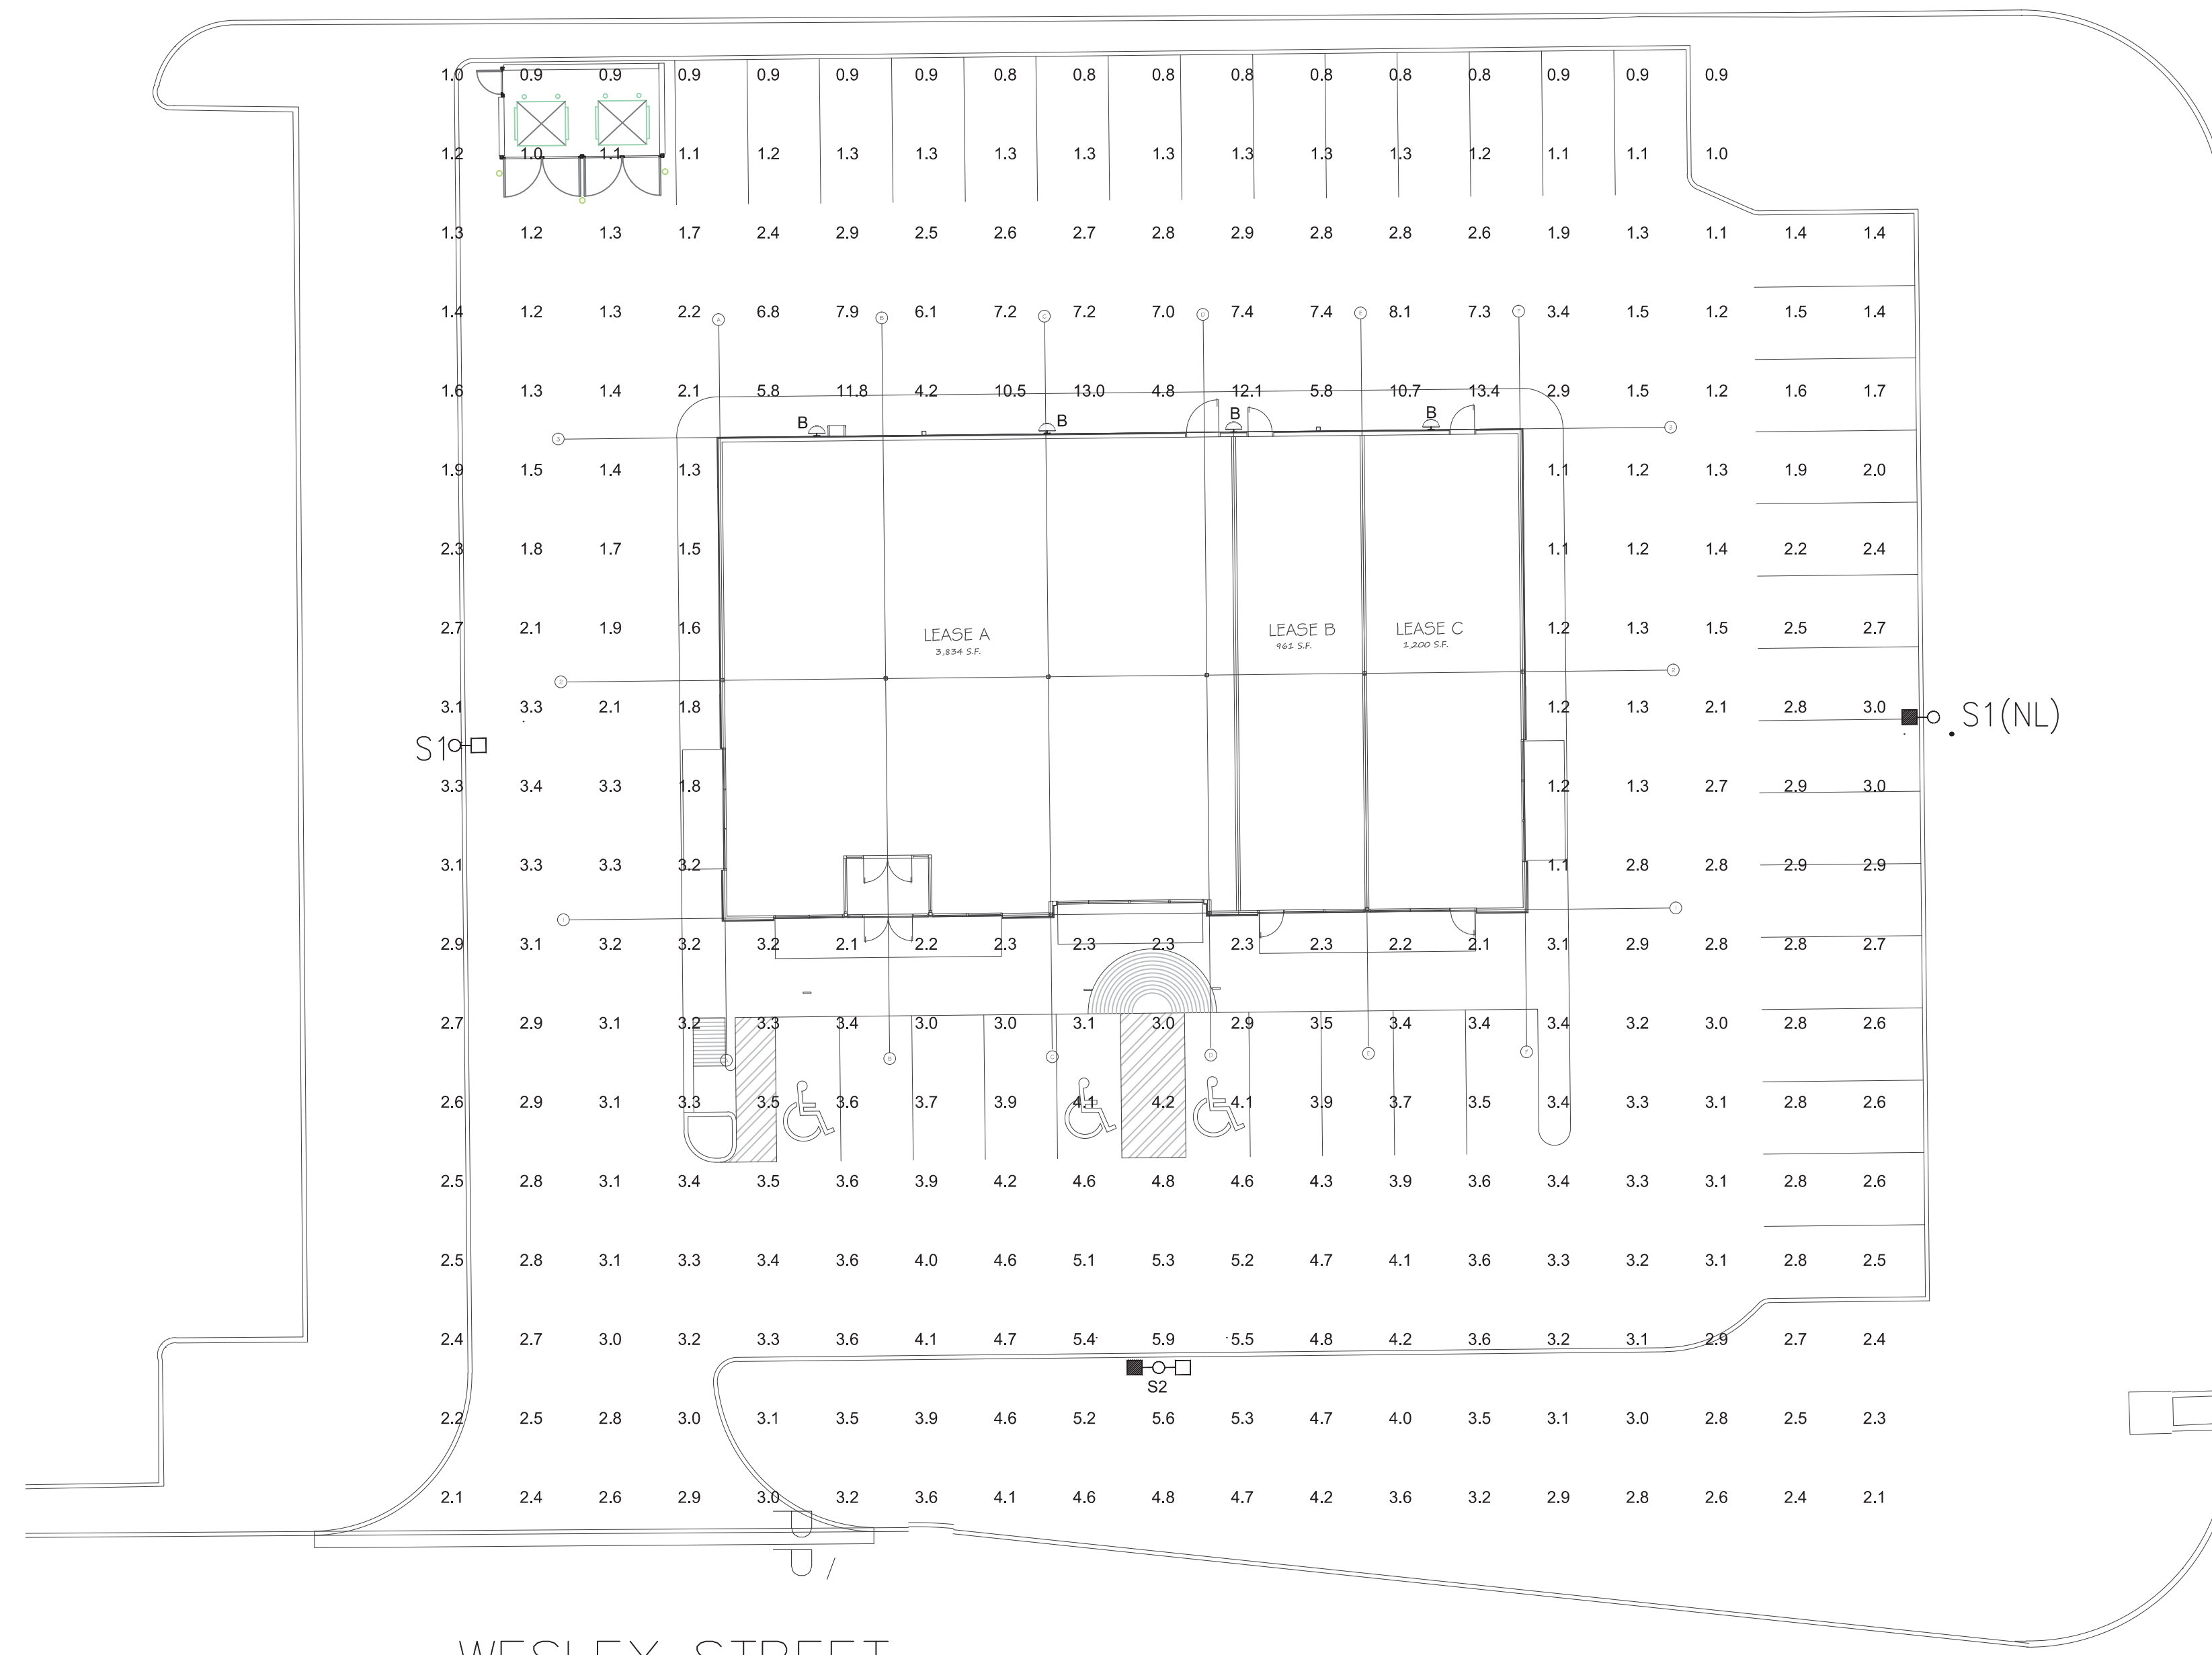 1.0 0.9 0.9 0.9 0.9 0.9 0.9 0.8 0.8 0.8 0.8 0.8 0.8 0.8 0.9 0.9 0.9
1.2 1.0 1.1 1.1 1.2 1.3 1.3 1.3 1.3 1.3 1.3 1.3 1.3 1.2 1.1 1.1 1.0
1.3 1.2 1.3 1.7 2.4 2.9 2.5 2.6 2.7 2.8 2.9 2.8 2.8 2.6 1.9 1.3 1.1 1.4 1.4
1.4 1.2 1.3 2.2 6.8 7.9 6.1 7.2 7.2 7.0 7.4 7.4 8.1 7.3 3.4 1.5 1.2 1.5 1.4
A B C D E F
1.6 1.3 1.4 2.1 5.8 11.8 4.2 10.5 13.0 4.8 12.1 5.8 10.7 13.4 2.9 1.5 1.2 1.6 1.7
B B B B
3 3
1.9 1.5 1.4 1.3 1.1 1.2 1.3 1.9 2.0
2.3 1.8 1.7 1.5 1.1 1.2 1.4 2.2 2.4
2.7 2.1 1.9 1.6 1.2 1.3 1.5 2.5 2.7
LEASE A LEASE B LEASE C
3,834 S.F. 961 S.F. 1,200 S.F.
2 2
3.1 3.3 2.1 1.8 1.2 1.3 2.1 2.8 3.0
S1 S1(NL)
3.3 3.4 3.3 1.8 1.2 1.3 2.7 2.9 3.0
3.1 3.3 3.3 3.2 1.1 2.8 2.8 2.9 2.9
1 1
2.9 3.1 3.2 3.2 3.2 2.1 2.2 2.3 2.3 2.3 2.3 2.3 2.2 2.1 3.1 2.9 2.8 2.8 2.7
2.7 2.9 3.1 3.2 3.3 3.4 3.0 3.0 3.1 3.0 2.9 3.5 3.4 3.4 3.4 3.2 3.0 2.8 2.6
A B C D E F
2.6 2.9 3.1 3.3 3.5 3.6 3.7 3.9 4.1 4.2 4.1 3.9 3.7 3.5 3.4 3.3 3.1 2.8 2.6
2.5 2.8 3.1 3.4 3.5 3.6 3.9 4.2 4.6 4.8 4.6 4.3 3.9 3.6 3.4 3.3 3.1 2.8 2.6
2.5 2.8 3.1 3.3 3.4 3.6 4.0 4.6 5.1 5.3 5.2 4.7 4.1 3.6 3.3 3.2 3.1 2.8 2.5
2.4 2.7 3.0 3.2 3.3 3.6 4.1 4.7 5.4 5.9 5.5 4.8 4.2 3.6 3.2 3.1 2.9 2.7 2.4
S2
2.2 2.5 2.8 3.0 3.1 3.5 3.9 4.6 5.2 5.6 5.3 4.7 4.0 3.5 3.1 3.0 2.8 2.5 2.3
2.1 2.4 2.6 2.9 3.0 3.2 3.6 4.1 4.6 4.8 4.7 4.2 3.6 3.2 2.9 2.8 2.6 2.4 2.1
WESLEY STREET